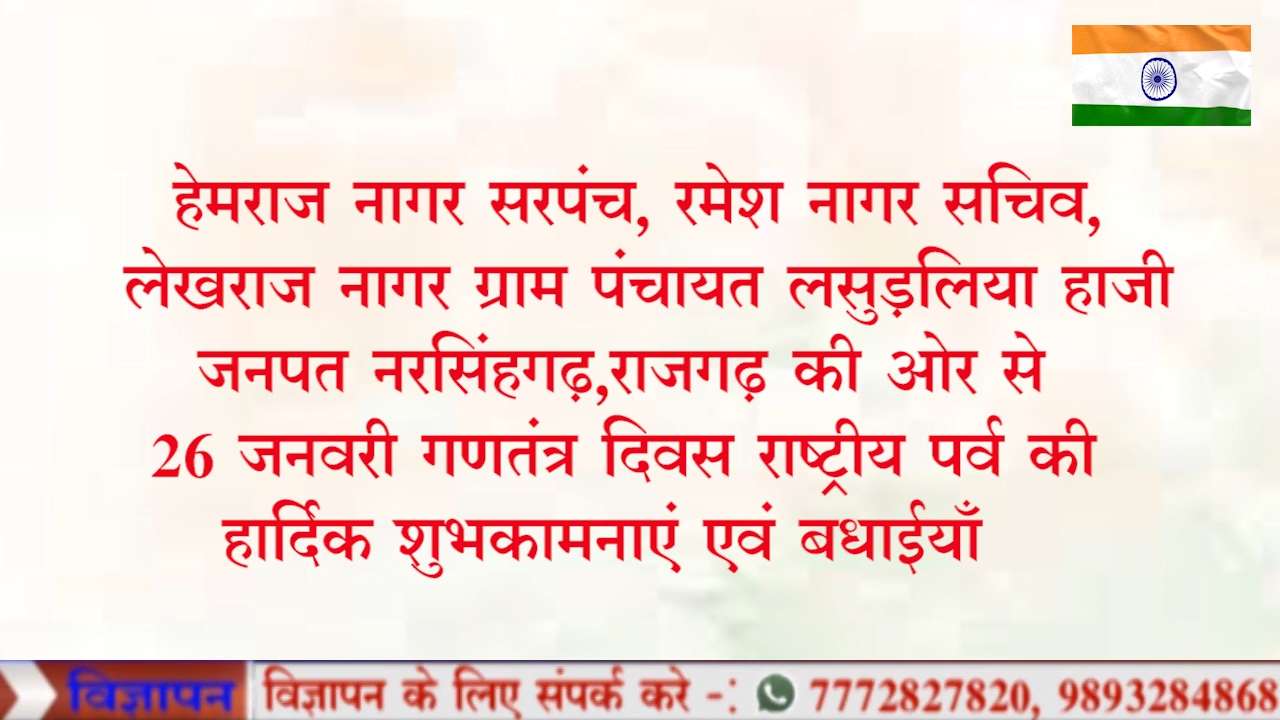 हेमराज नागर सरपंच, रमेश नागर सचिव,
लेखराज नागर ग्राम पंचायत लसुड़लिया हाजी
जनपत नरसिंहगढ़,राजगढ़ की ओर से
26 जनवरी गणतंत्र दिवस राष्ट्रीय पर्व की
हार्दिक शुभकामनाएं एवं बधाईयाँ
विज्ञापन विज्ञापन के लिए संपर्क करे -: 7772827820, 9893284868